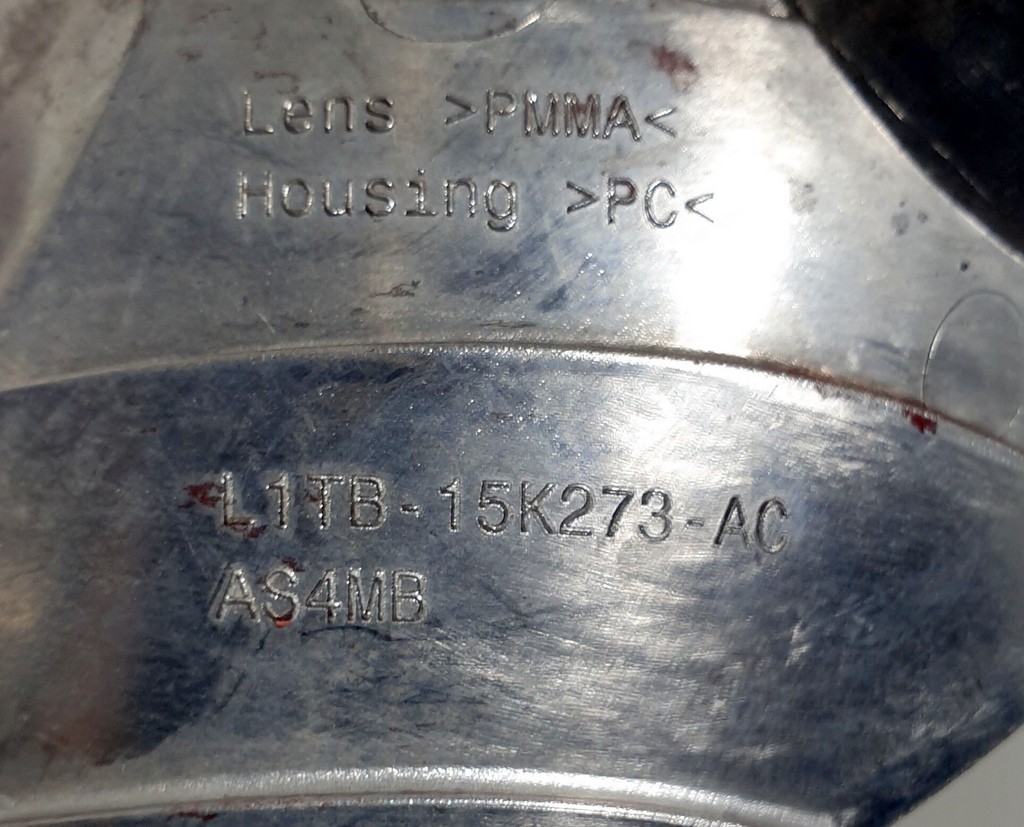 Lens >PMMA<
Housing >PC<
L1TB-15K273-AC
AS4MB